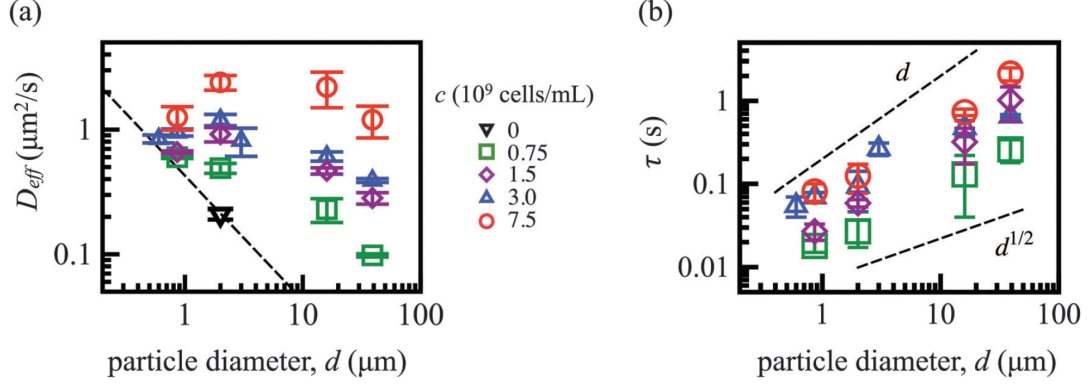 (a)
D_eff (μm²/s)
1
0.1
1
10
100
particle diameter, d (μm)
c (10⁹ cells/mL)
0
0.75
1.5
3.0
7.5
(b)
τ (s)
1
0.1
0.01
1
10
100
d
d^{1/2}
particle diameter, d (μm)